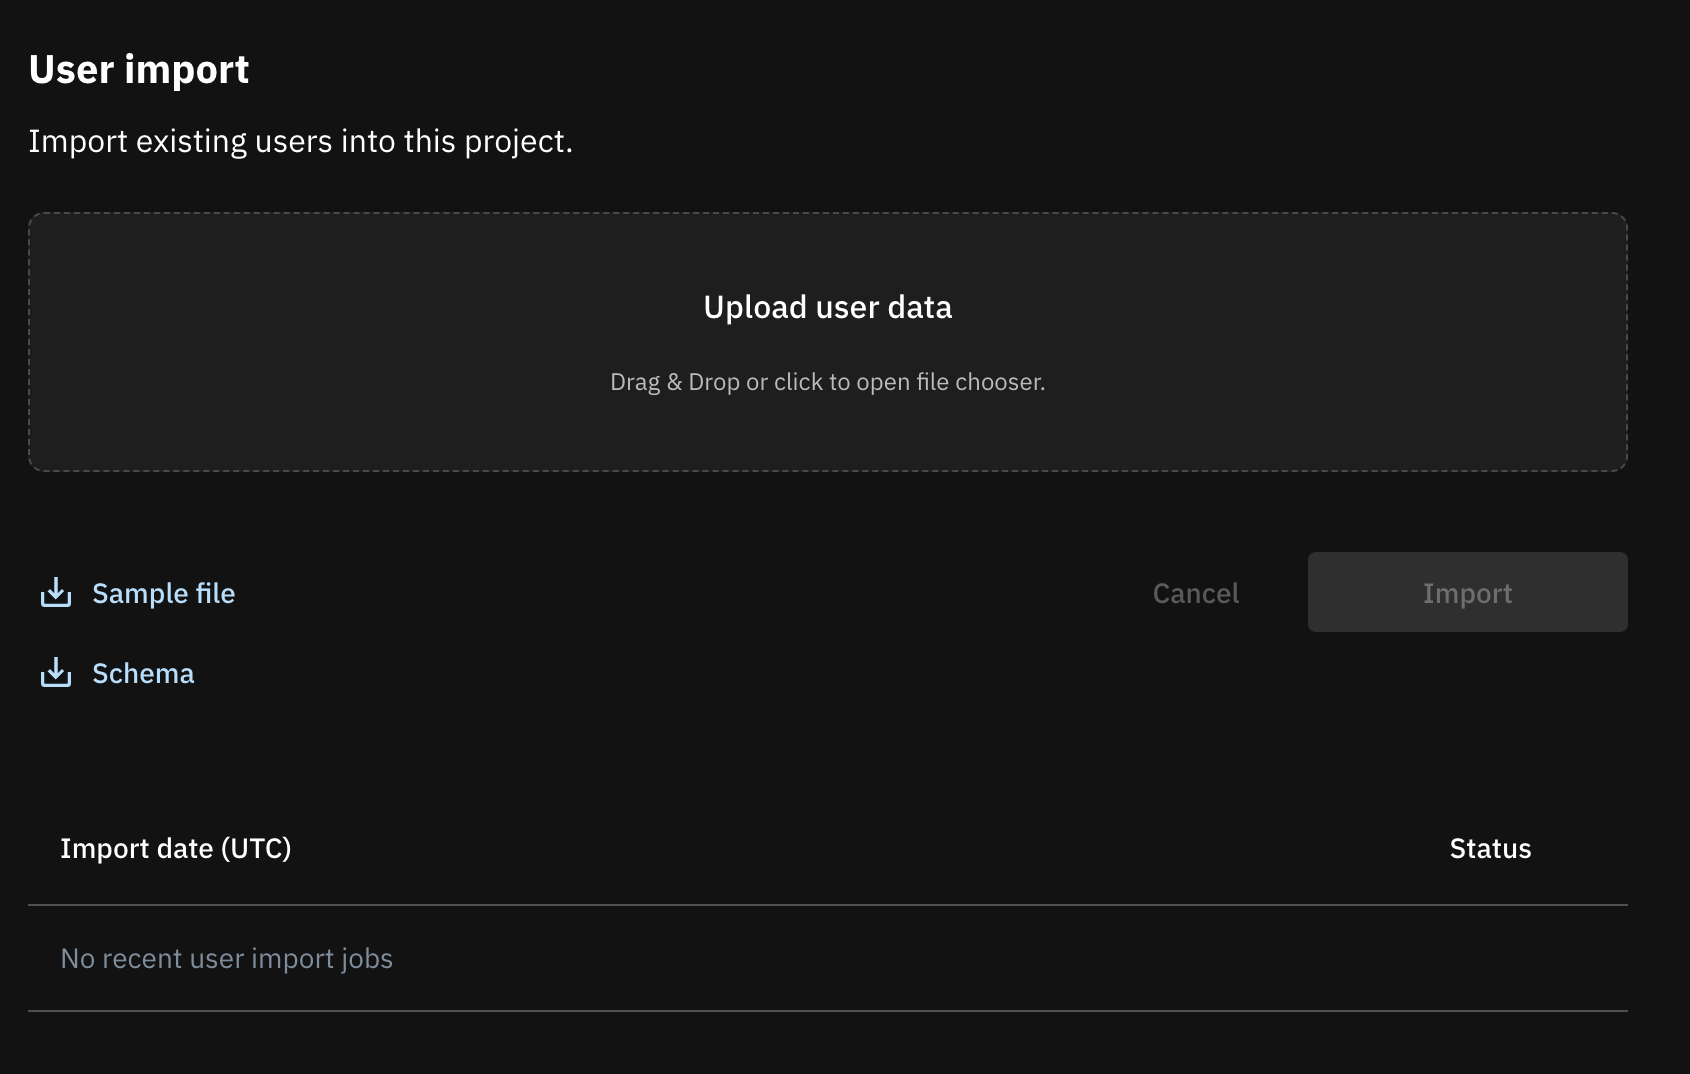 User import
Import existing users into this project.
Upload user data
Drag & Drop or click to open file chooser.
Sample file
Cancel
Import
Schema
Import date (UTC)
Status
No recent user import jobs